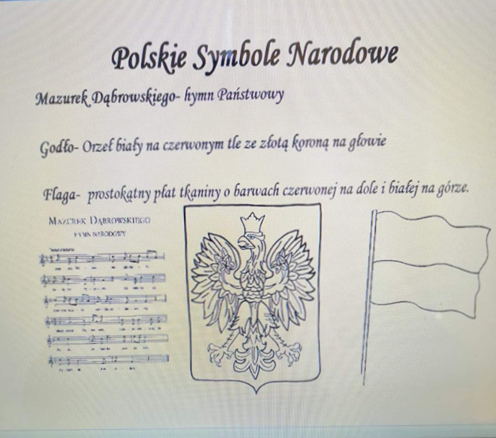 Polskie Symbole Narodowe
Mazurek Dąbrowskiego- hymn Państwowy
Godło- Orzeł biały na czerwonym tle ze złotą koroną na głowie
Flaga- prostokątny płat tkaniny o barwach czerwonej na dole i białej na górze.
MAZUREK DĄBROWSKIEGO
HYMN NARODOWY